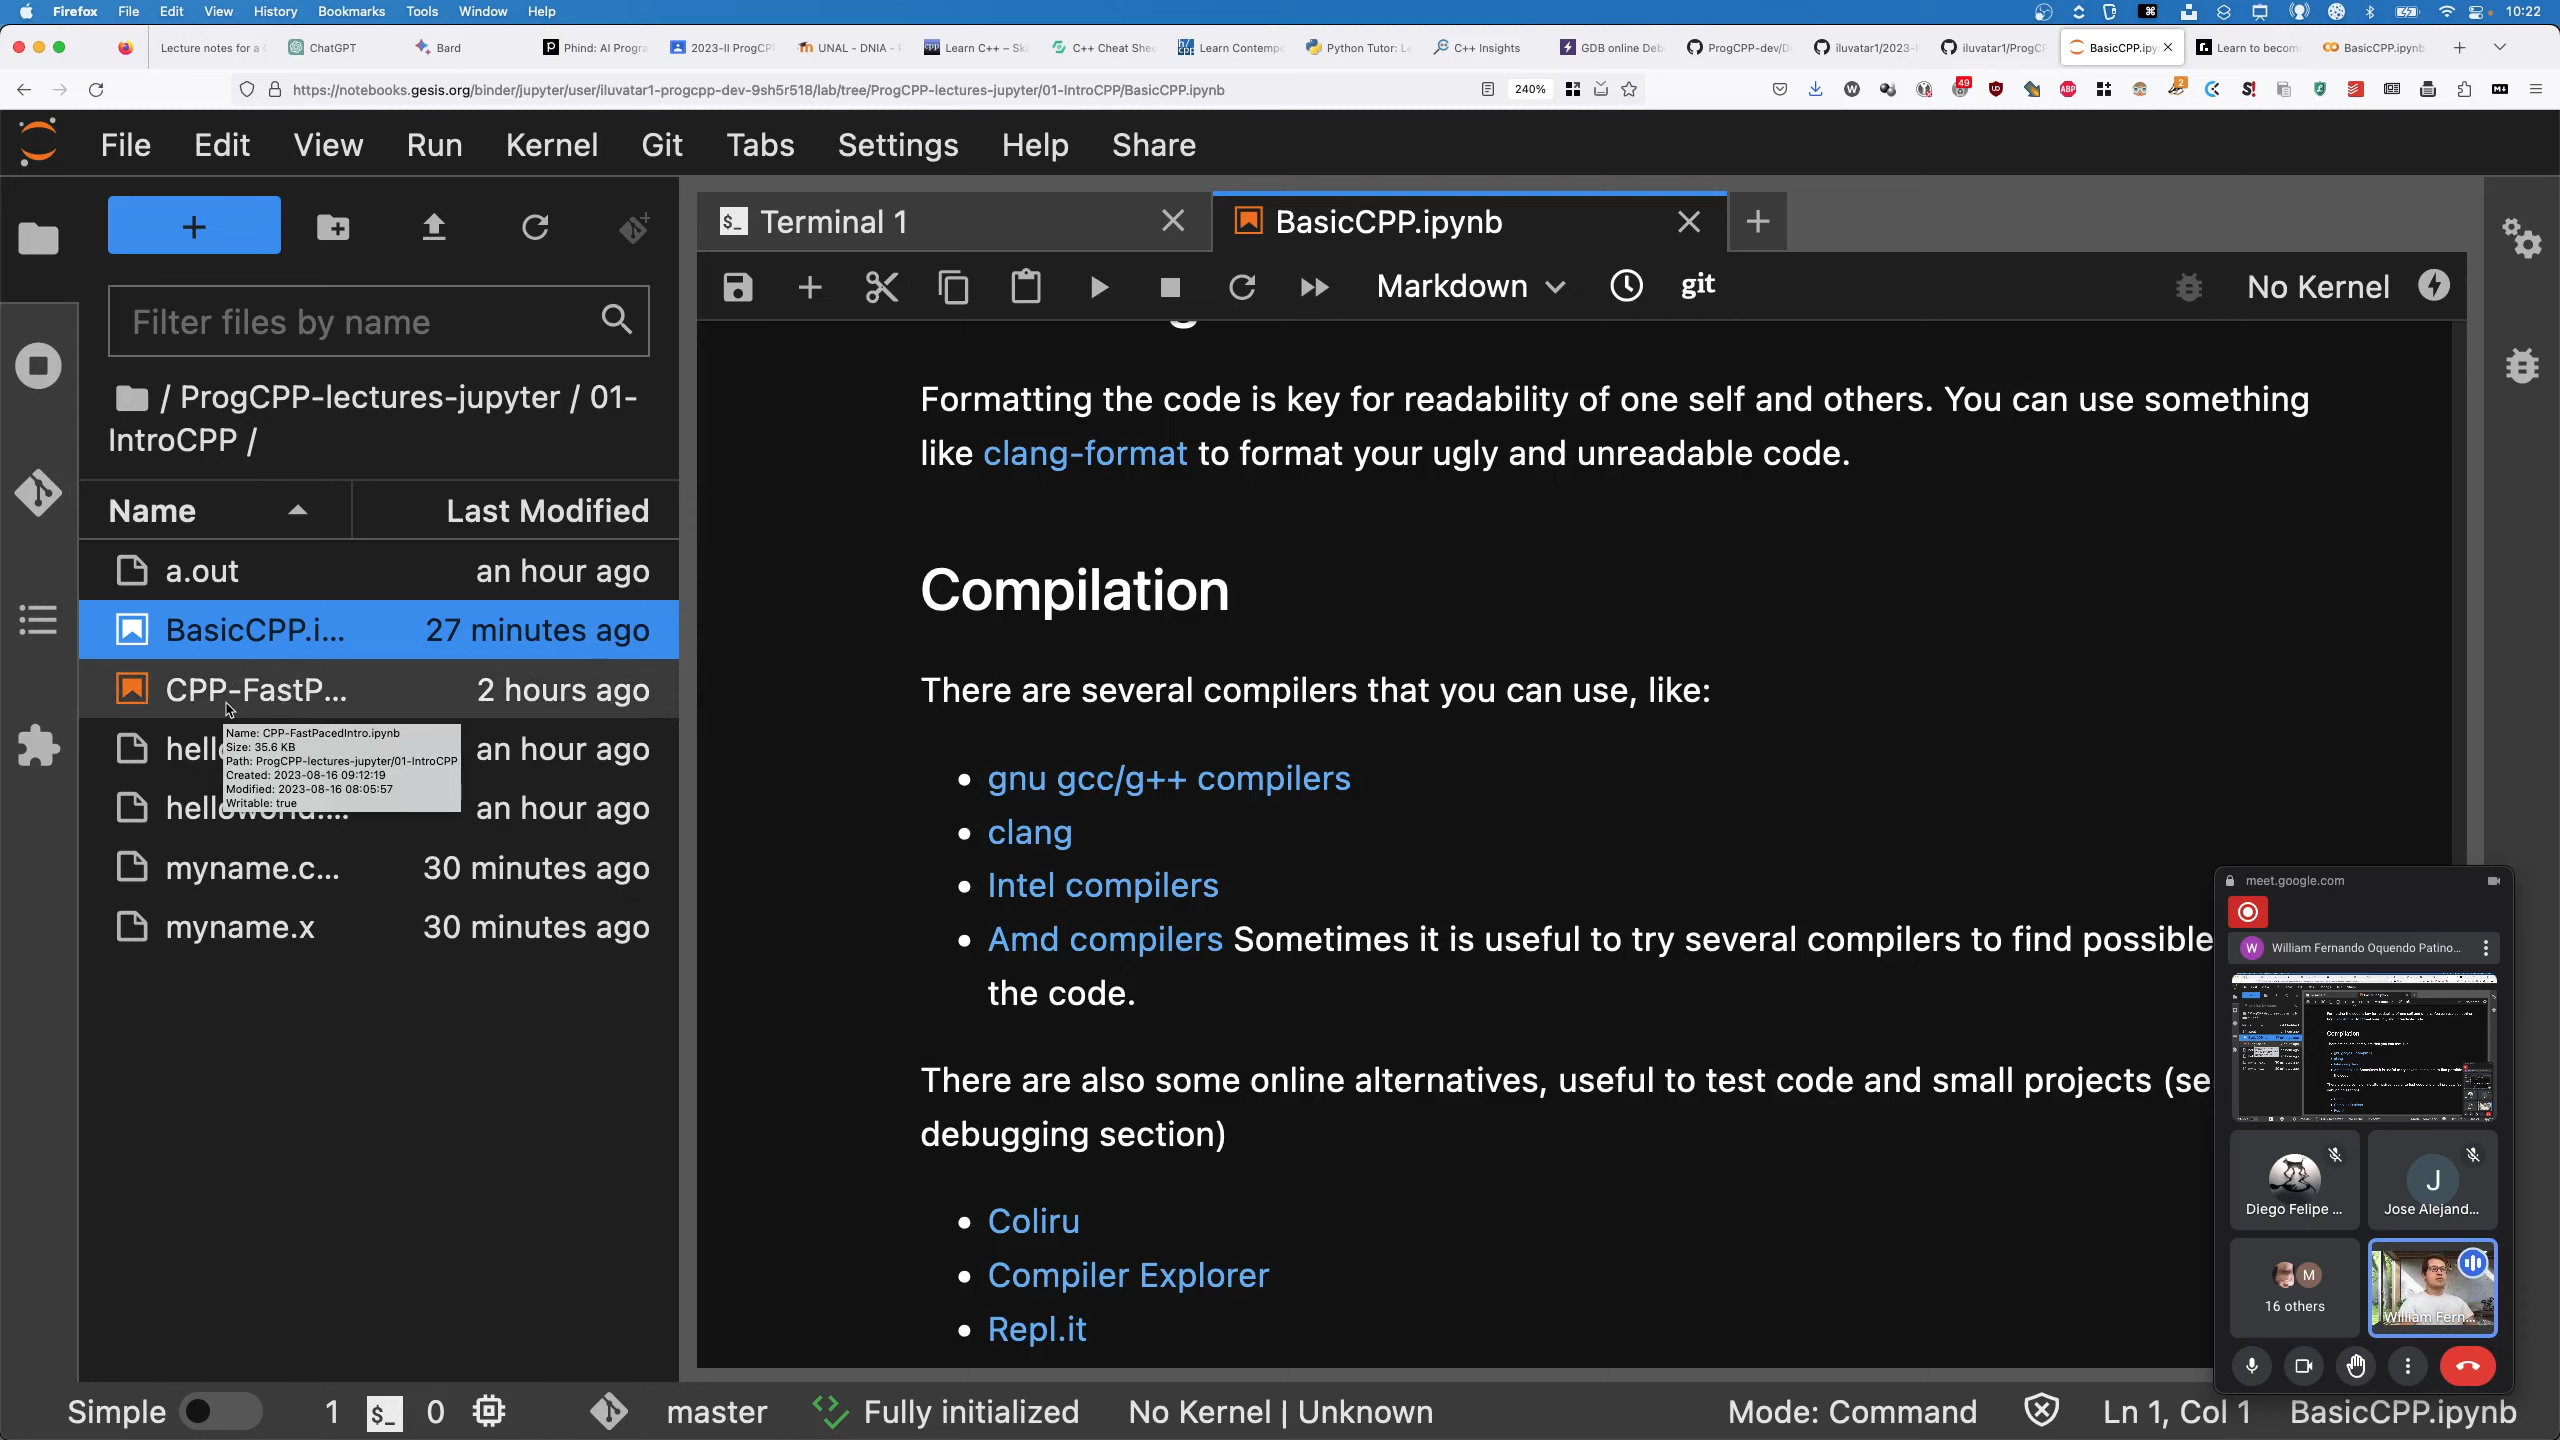 Firefox File Edit View History Bookmarks Tools Window Help 10:22
Lecture notes for a ChatGPT Bard Phind: AI Progra 2023-II ProgCP UNAL - DNIA - Learn C++ – Sk C++ Cheat She Learn Contemp Python Tutor: Le C++ Insights GDB online Deb ProgCPP-dev/D iluvatar1/2023- iluvatar1/ProgC BasicCPP.ipy Learn to becom BasicCPP.ipynb
https://notebooks.gesis.org/binder/jupyter/user/iluvatar1-progcpp-dev-9sh5r518/lab/tree/ProgCPP-lectures-jupyter/01-IntroCPP/BasicCPP.ipynb 240% 49 2
File Edit View Run Kernel Git Tabs Settings Help Share
Terminal 1 BasicCPP.ipynb
Markdown git No Kernel
Filter files by name
/ ProgCPP-lectures-jupyter / 01-
IntroCPP /
Name Last Modified
a.out an hour ago
BasicCPP.i... 27 minutes ago
CPP-FastP... 2 hours ago
an hour ago
an hour ago
myname.c... 30 minutes ago
myname.x 30 minutes ago
Name: CPP-FastPacedIntro.ipynb
Size: 35.6 KB
Path: ProgCPP-lectures-jupyter/01-IntroCPP
Created: 2023-08-16 09:12:19
Modified: 2023-08-16 08:05:57
Writable: true
Formatting the code is key for readability of one self and others. You can use something
like clang-format to format your ugly and unreadable code.
Compilation
There are several compilers that you can use, like:
• gnu gcc/g++ compilers
• clang
• Intel compilers
• Amd compilers Sometimes it is useful to try several compilers to find possible
the code.
There are also some online alternatives, useful to test code and small projects (se
debugging section)
• Coliru
• Compiler Explorer
• Repl.it
meet.google.com
W William Fernando Oquendo Patino...
Diego Felipe ... J Jose Alejand...
M 16 others William Fern...
Simple 1 $_ 0 master Fully initialized No Kernel | Unknown Mode: Command Ln 1, Col 1 BasicCPP.ipynb